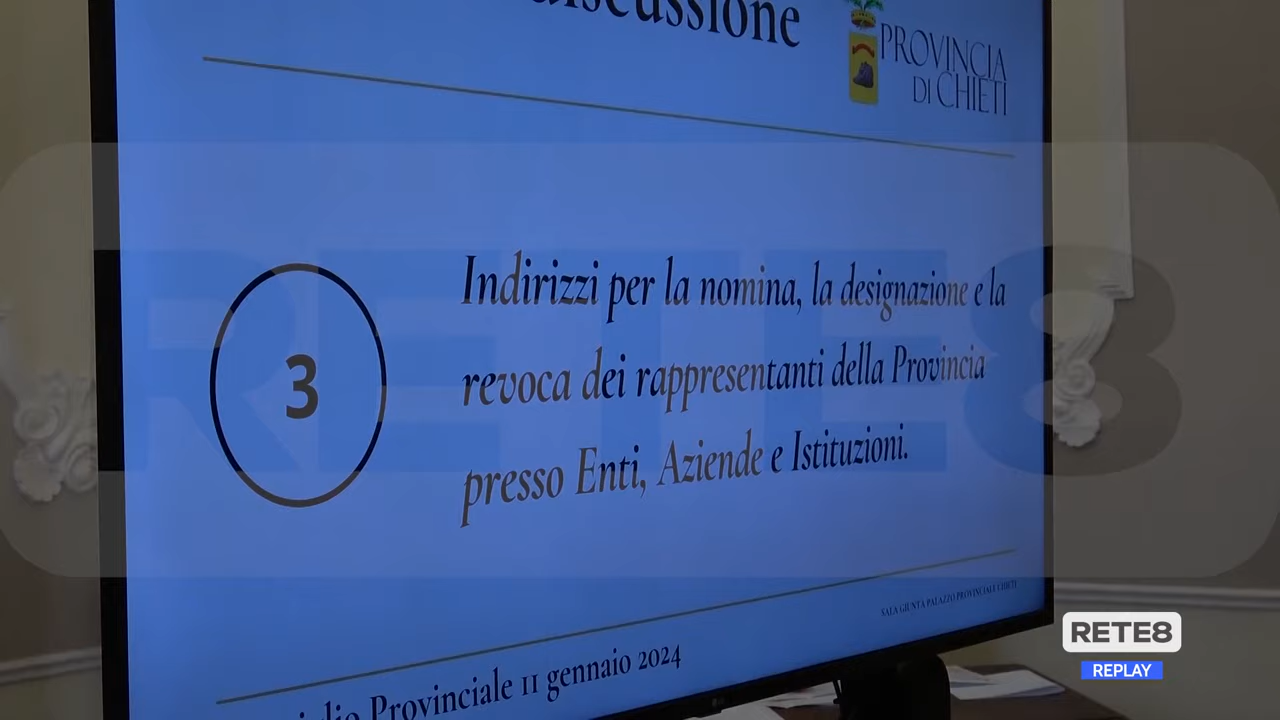 discussione
PROVINCIA
DI CHIETI
3
Indirizzi per la nomina, la designazione e la
revoca dei rappresentanti della Provincia
presso Enti, Aziende e Istituzioni.
SALA GIUNTA PALAZZO PROVINCIALE CHIETI
Provinciale 11 gennaio 2024
RETE8
RETE8
REPLAY